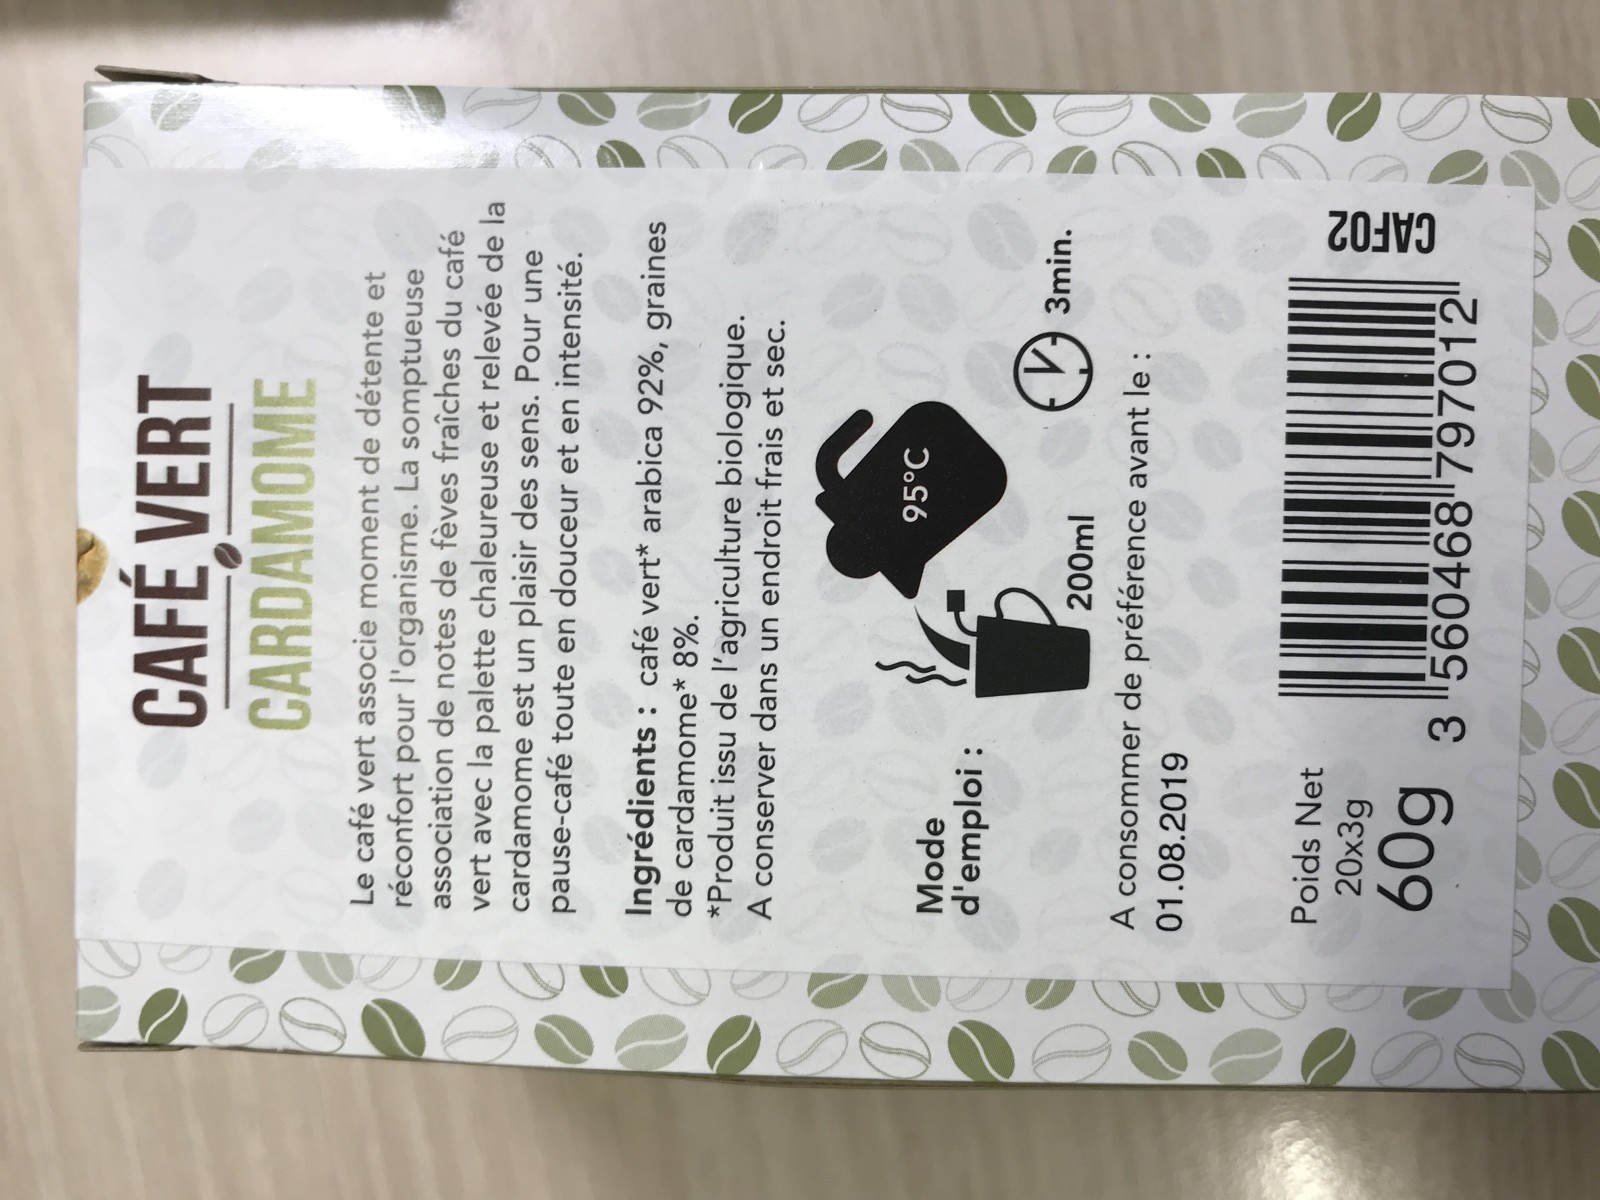 CAFÉ VERT
CARDAMOME
Le café vert associe moment de détente et
réconfort pour l'organisme. La somptueuse
association de notes de fèves fraîches du café
vert avec la palette chaleureuse et relevée de la
cardamome est un plaisir des sens. Pour une
pause-café toute en douceur et en intensité.
Ingrédients : café vert* arabica 92%, graines
de cardamome* 8%.
*Produit issu de l'agriculture biologique.
A conserver dans un endroit frais et sec.
95°C
Mode
d'emploi :
200ml
3min.
A consommer de préférence avant le :
01.08.2019
Poids Net
20x3g
60g
3 560468 797012
CAF02